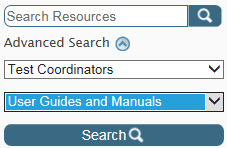 Search Resources
Advanced Search
Test Coordinators
User Guides and Manuals
Search